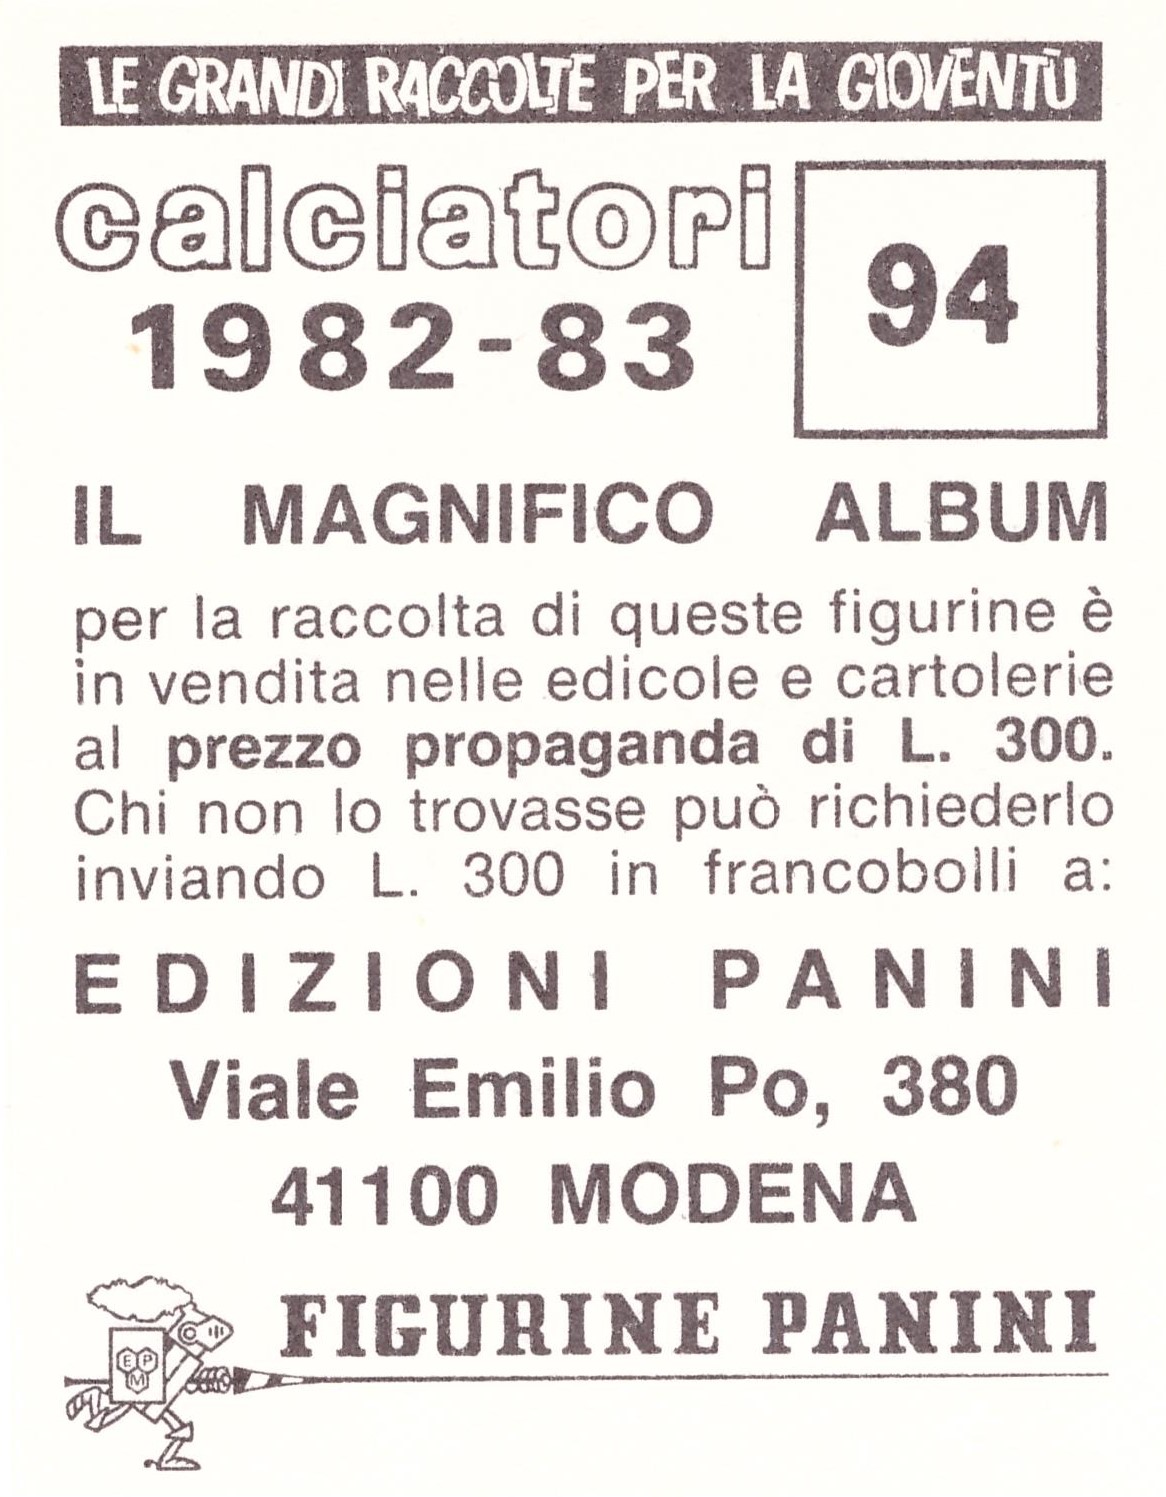 LE GRANDI RACCOLTE PER LA GIOVENTÙ
calciatori
1982-83
94
IL MAGNIFICO ALBUM
per la raccolta di queste figurine è
in vendita nelle edicole e cartolerie
al prezzo propaganda di L. 300.
Chi non lo trovasse può richiederlo
inviando L. 300 in francobolli a:
EDIZIONI PANINI
Viale Emilio Po, 380
41100 MODENA
FIGURINE PANINI
E P
M